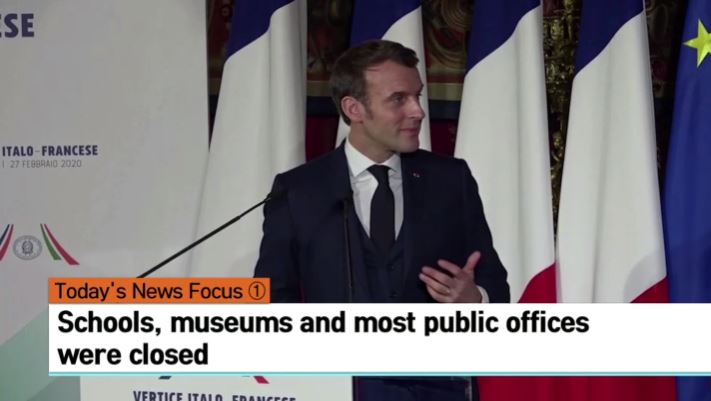 ESE
ITALO-FRANCESE
27 FEBBRAIO 2020
Today's News Focus ①
Schools, museums and most public offices
were closed
VERTICE ITALO-FRANCESE